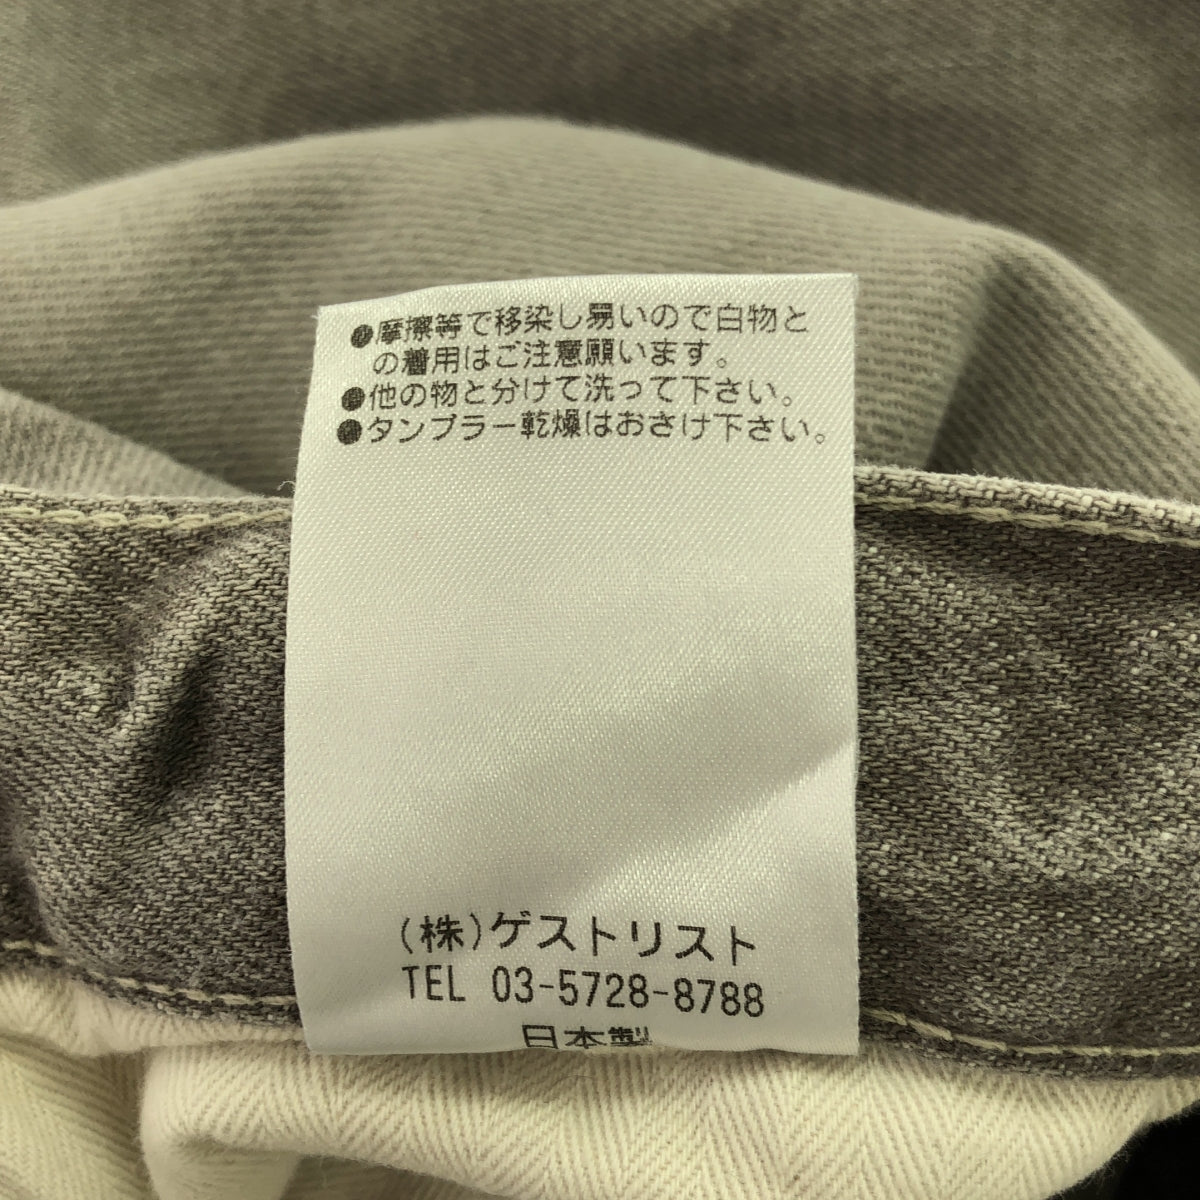 ●摩擦等で移染し易いので白物と
の着用はご注意願います。
●他の物と分けて洗って下さい。
●タンブラー乾燥はおさけ下さい。
(株)ゲストリスト
TEL 03-5728-8788
日本製